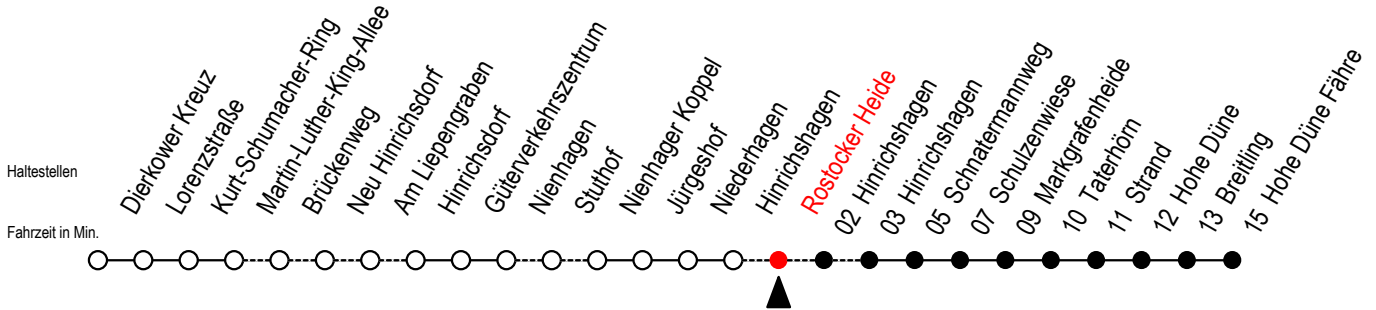 Haltestellen
Fahrzeit in Min.
Dierkower Kreuz
Lorenzstraße
Kurt-Schumacher-Ring
Martin-Luther-King-Allee
Brückenweg
Neu Hinrichsdorf
Am Liepengraben
Hinrichsdorf
Güterverkehrszentrum
Nienhagen
Stuthof
Nienhager Koppel
Jürgeshof
Niederhagen
Hinrichshagen
Rostocker Heide
02 Hinrichshagen
03 Hinrichshagen
05 Schnatermannweg
07 Schulzenwiese
09 Markgrafenheide
10 Taterhörn
11 Strand
12 Hohe Düne
13 Breitling
15 Hohe Düne Fähre